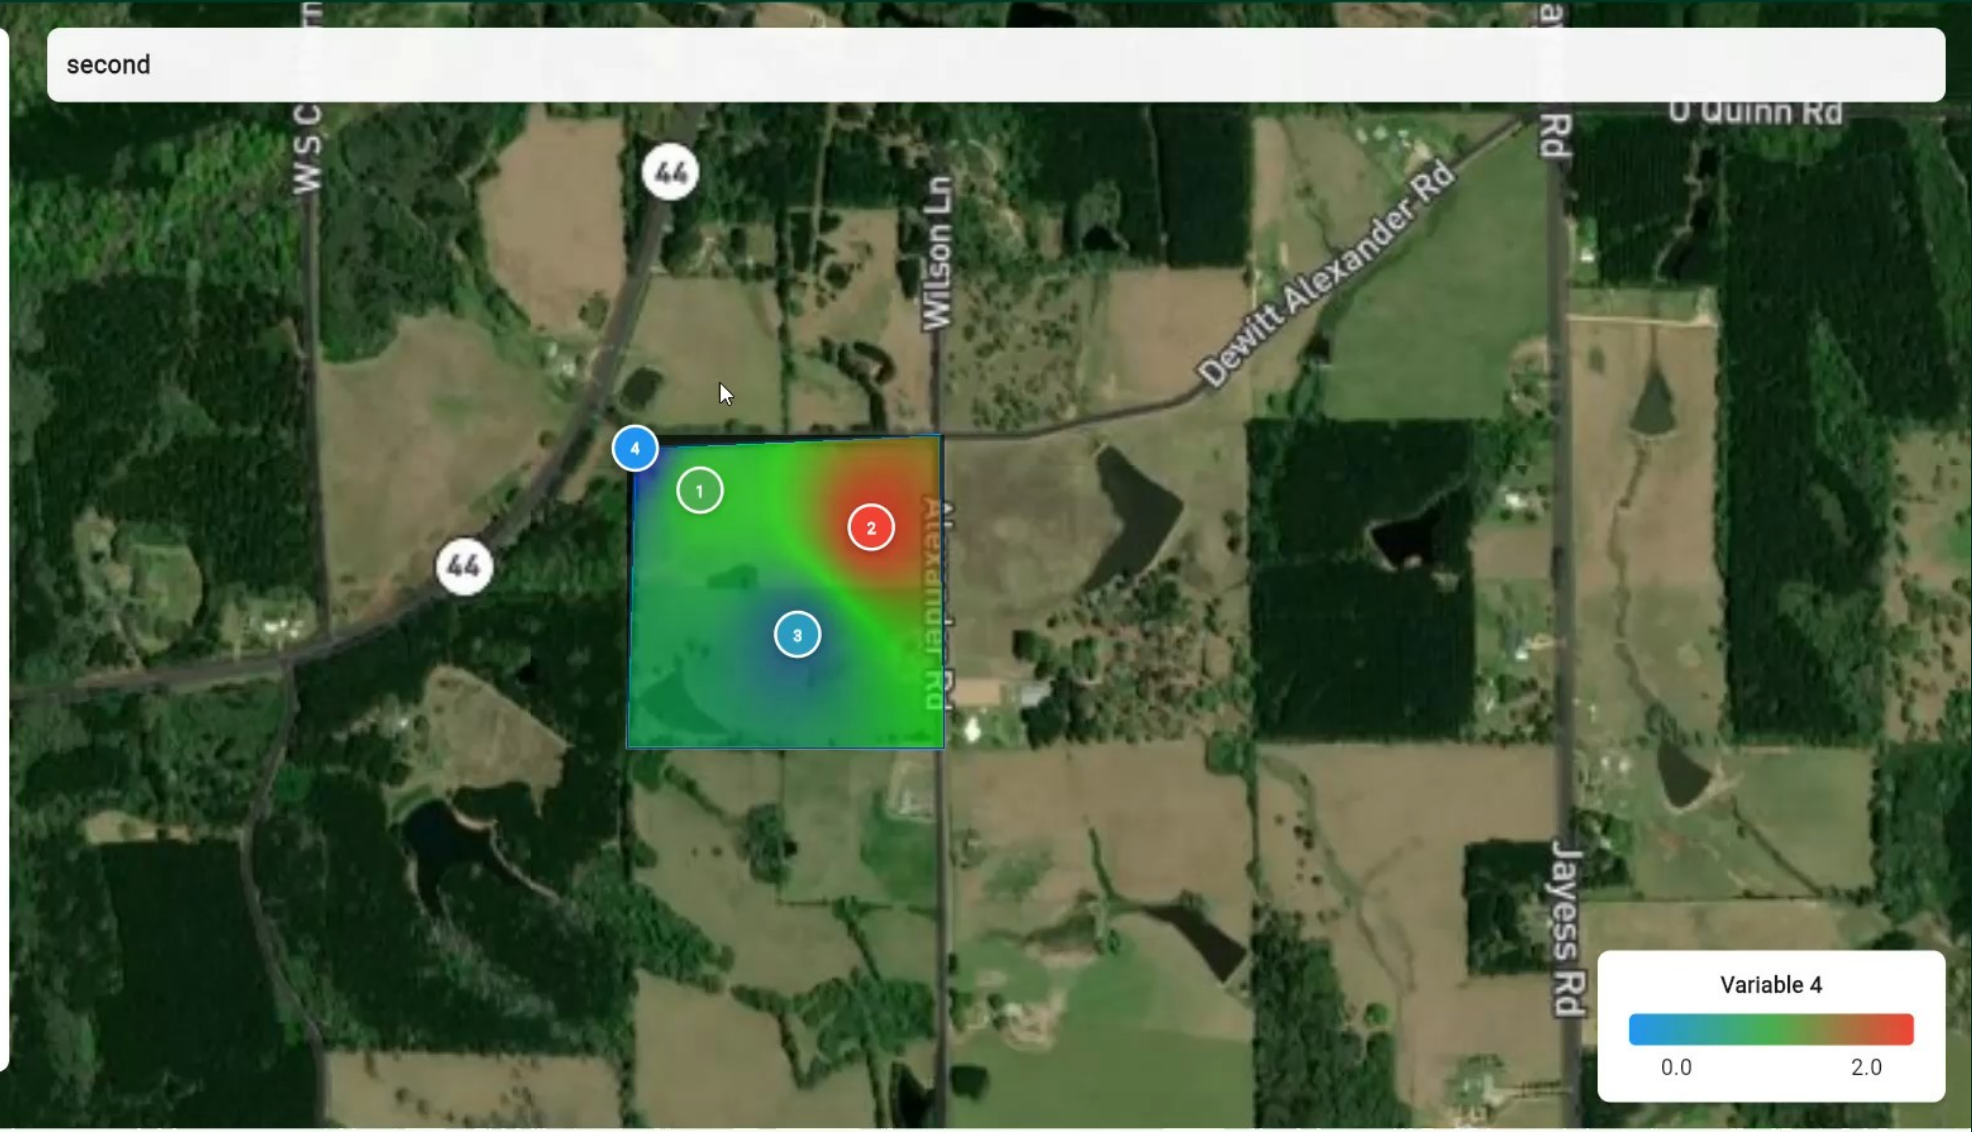 second
W S C
Rd
O Quinn Rd
44
Wilson Ln
Dewitt Alexander Rd
4
1
2
Alexander Rd
44
3
Jayess Rd
Variable 4
0.0
2.0